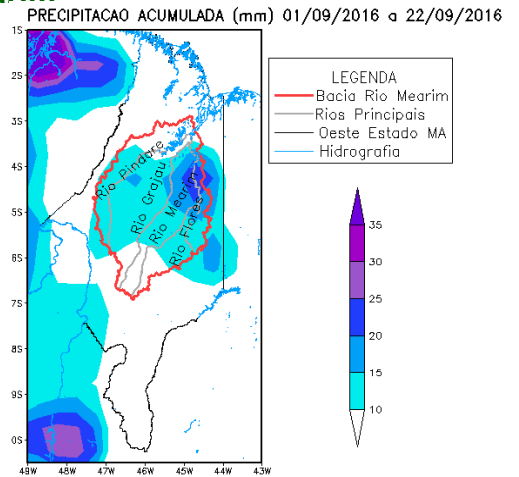 PRECIPITACAO ACUMULADA (mm) 01/09/2016 a 22/09/2016
LEGENDA
Bacia Rio Mearim
Rios Principais
Oeste Estado MA
Hidrografia
1S
2S
3S
4S
5S
6S
7S
8S
9S
0S
49W 48W 47W 46W 45W 44W 43W
Rio Pindare
Rio Grajau
Rio Mearim
Rio Flores
35
30
25
20
15
10